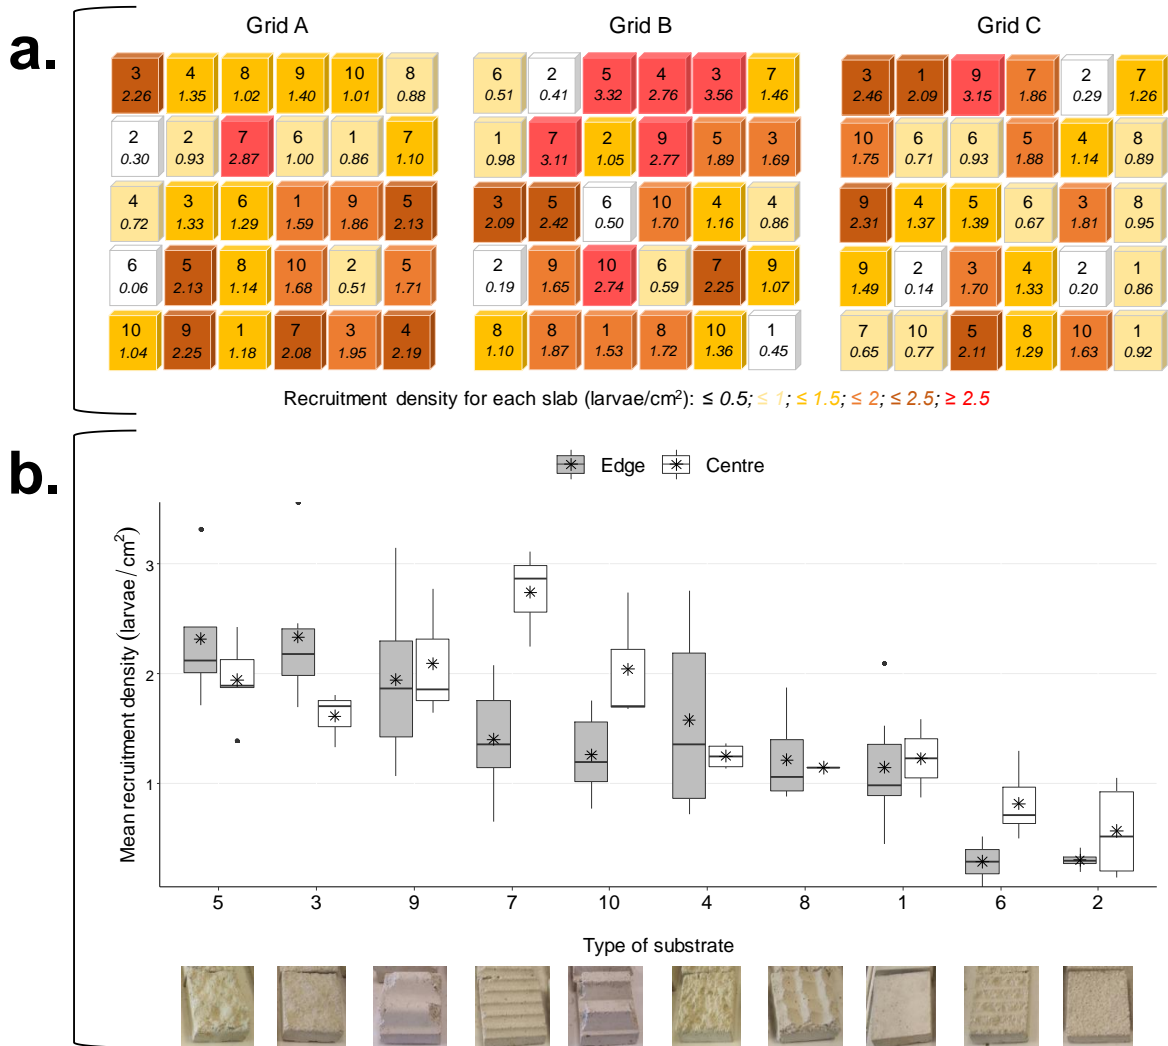 a.
Grid A Grid B Grid C
3 4 8 9 10 8 6 2 5 4 3 7 3 1 9 7 2 7
2.26 1.35 1.02 1.40 1.01 0.88 0.51 0.41 3.32 2.76 3.56 1.46 2.46 2.09 3.15 1.86 0.29 1.26
2 2 7 6 1 7 1 7 2 9 5 3 10 6 6 5 4 8
0.30 0.93 2.87 1.00 0.86 1.10 0.98 3.11 1.05 2.77 1.89 1.69 1.75 0.71 0.93 1.88 1.14 0.89
4 3 6 1 9 5 3 5 6 10 4 4 9 4 5 6 3 8
0.72 1.33 1.29 1.59 1.86 2.13 2.09 2.42 0.50 1.70 1.16 0.86 2.31 1.37 1.39 0.67 1.81 0.95
6 5 8 10 2 5 2 9 10 6 7 9 9 2 3 4 2 1
0.06 2.13 1.14 1.68 0.51 1.71 0.19 1.65 2.74 0.59 2.25 1.07 1.49 0.14 1.70 1.33 0.20 0.86
10 9 1 7 3 4 8 8 1 8 10 1 7 10 5 8 10 1
1.04 2.25 1.18 2.08 1.95 2.19 1.10 1.87 1.53 1.72 1.36 0.45 0.65 0.77 2.11 1.29 1.63 0.92
Recruitment density for each slab (larvae/cm²): ≤ 0.5; ≤ 1; ≤ 1.5; ≤ 2; ≤ 2.5; ≥ 2.5
b.
Edge Centre
Mean recruitment density (larvae/cm²)
3
2
1
5 3 9 7 10 4 8 1 6 2
Type of substrate